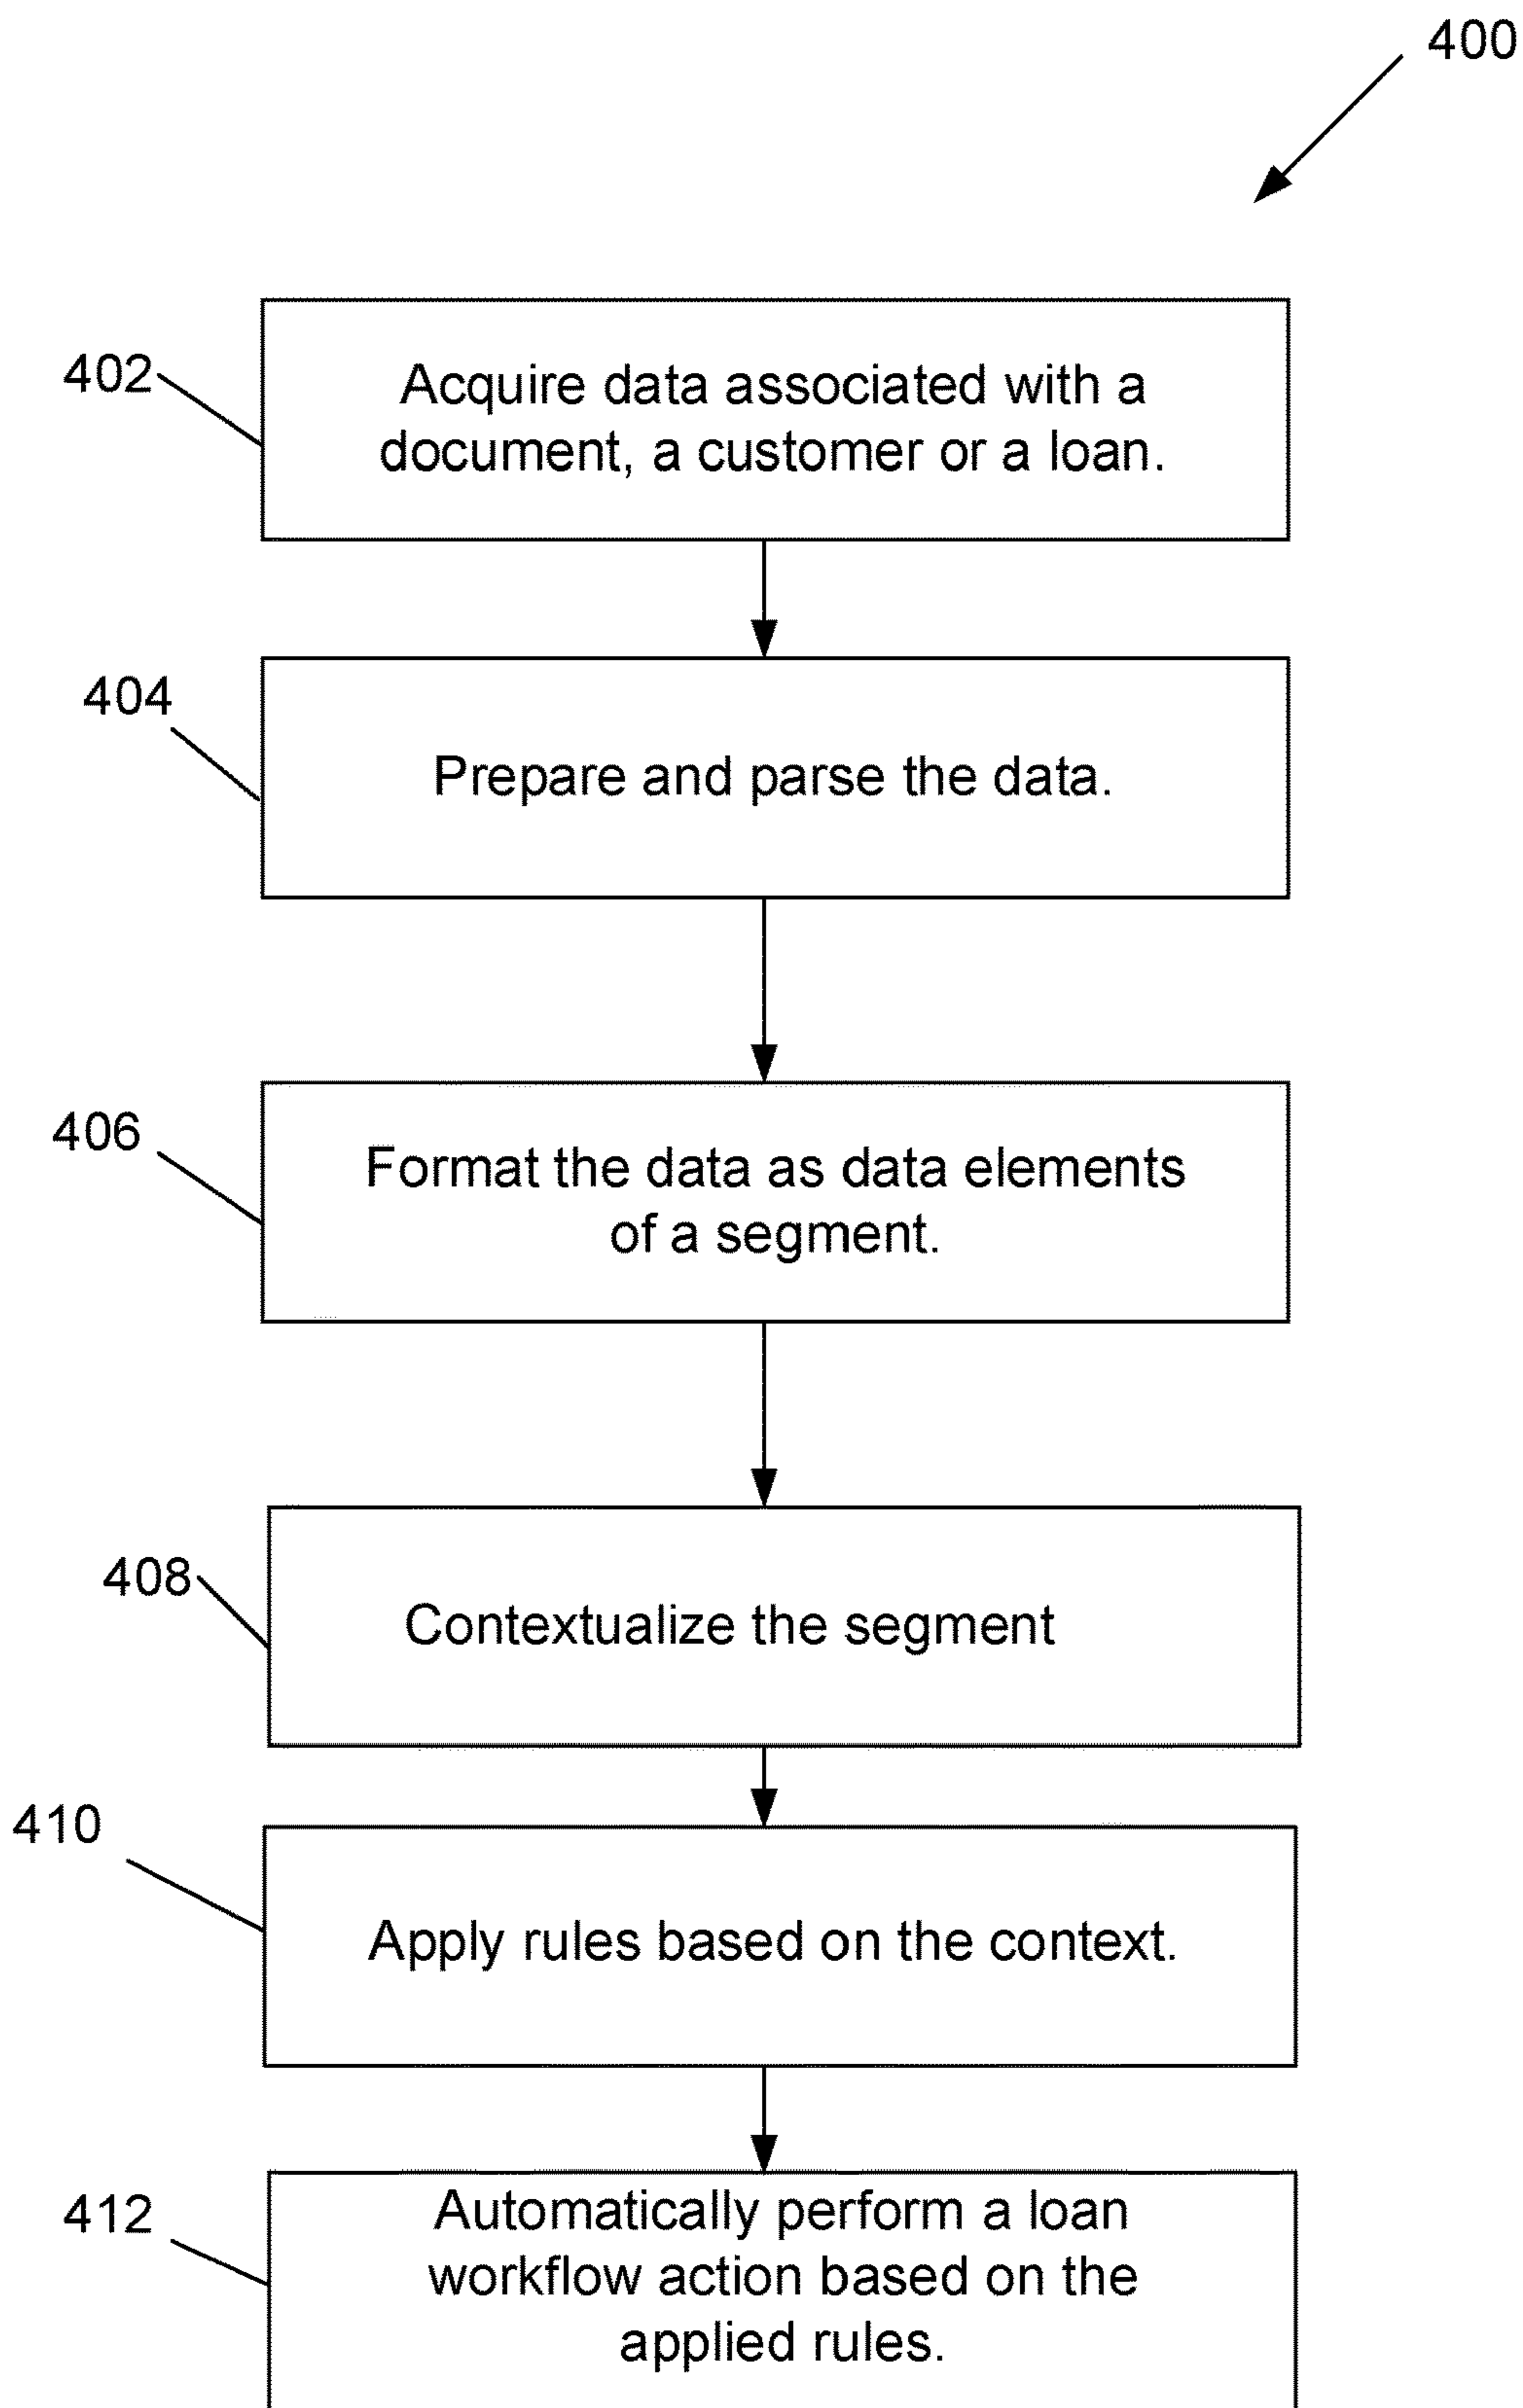 400
402
Acquire data associated with a
document, a customer or a loan.
404
Prepare and parse the data.
406
Format the data as data elements
of a segment.
408
Contextualize the segment
410
Apply rules based on the context.
412
Automatically perform a loan
workflow action based on the
applied rules.